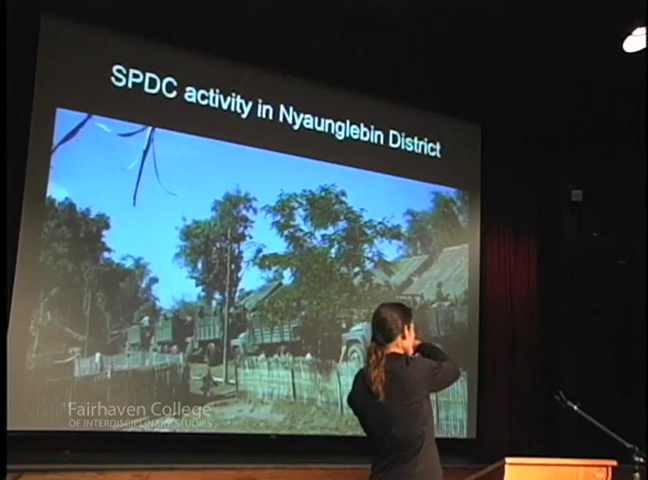 SPDC activity in Nyaunglebin District
Fairhaven College
OF INTERDISCIPLINARY STUDIES